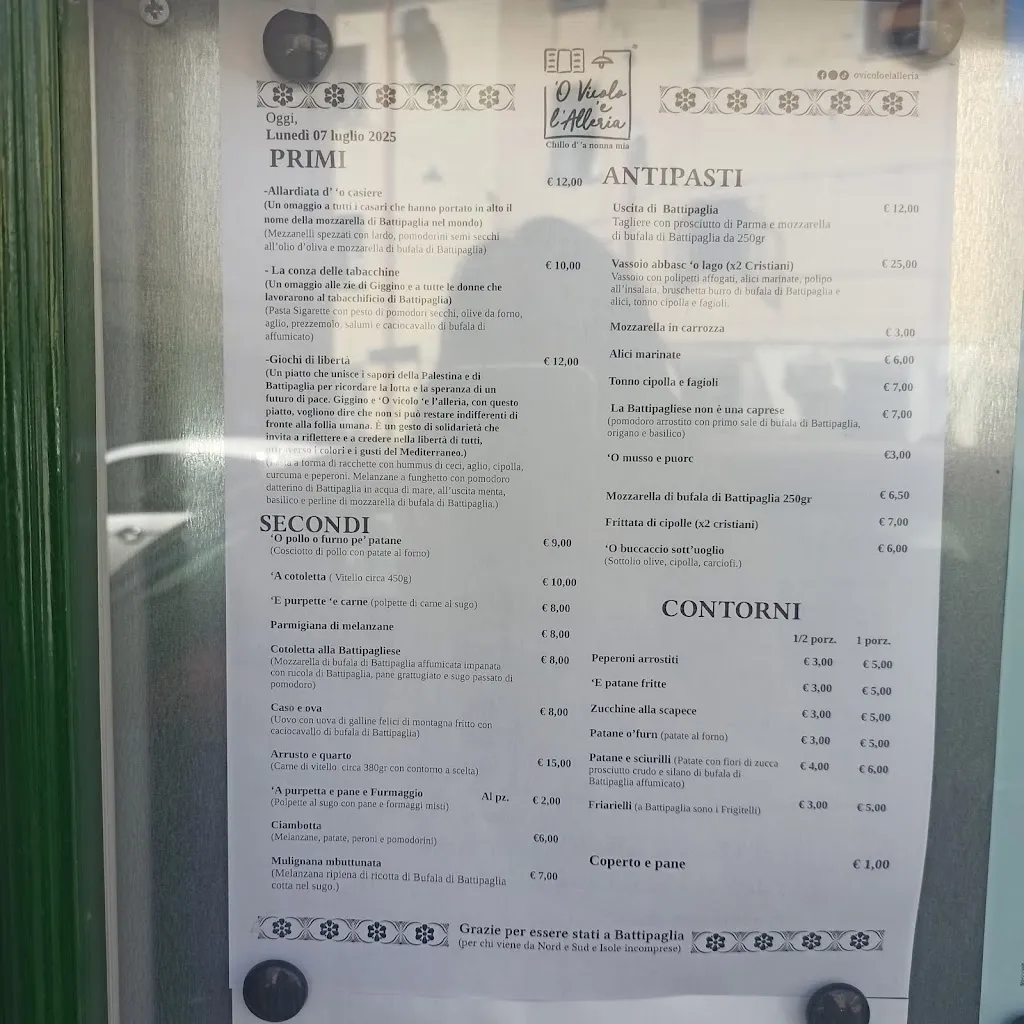 'O Vicolo
'e
l'Alleria
Chillo d' 'a nonna mia
ovicoloelalleria
Oggi,
Lunedì 07 luglio 2025
PRIMI
-Allardiata d' 'o casiere € 12,00
(Un omaggio a tutti i casari che hanno portato in alto il
nome della mozzarella di Battipaglia nel mondo)
(Mezzanelli spezzati con lardo, pomodorini semi secchi
all'olio d'oliva e mozzarella di bufala di Battipaglia)
- La conza delle tabacchine € 10,00
(Un omaggio alle zie di Giggino e a tutte le donne che
lavorarono al tabacchificio di Battipaglia)
(Pasta Sigarette con pesto di pomodori secchi, olive da forno,
aglio, prezzemolo, salumi e caciocavallo di bufala di
affumicato)
-Giochi di libertà € 12,00
(Un piatto che unisce i sapori della Palestina e di
Battipaglia per ricordare la lotta e la speranza di un
futuro di pace. Giggino e 'O vicolo 'e l'alleria, con questo
piatto, vogliono dire che non si può restare indifferenti di
fronte alla follia umana. È un gesto di solidarietà che
invita a riflettere e a credere nella libertà di tutti,
i colori e i gusti del Mediterraneo.)
a forma di racchette con hummus di ceci, aglio, cipolla,
curcuma e peperoni. Melanzane a funghetto con pomodoro
datterino di Battipaglia in acqua di mare, all'uscita menta,
basilico e perline di mozzarella di bufala di Battipaglia.)
SECONDI
'O pollo o furno pe' patane € 9,00
(Cosciotto di pollo con patate al forno)
'A cotoletta ( Vitello circa 450g) € 10,00
'E purpette 'e carne (polpette di carne al sugo) € 8,00
Parmigiana di melanzane € 8,00
Cotoletta alla Battipagliese € 8,00
(Mozzarella di bufala di Battipaglia affumicata impanata
con rucola di Battipaglia, pane grattugiato e sugo passato di
pomodoro)
Caso e ova € 8,00
(Uovo con uova di galline felici di montagna fritto con
caciocavallo di bufala di Battipaglia)
Arrusto e quarto € 15,00
(Carne di vitello circa 380gr con contorno a scelta)
'A purpetta e pane e Furmaggio Al pz. € 2,00
(Polpette al sugo con pane e formaggi misti)
Ciambotta €6,00
(Melanzane, patate, peroni e pomodorini)
Mulignana mbuttunata € 7,00
(Melanzana ripiena di ricotta di Bufala di Battipaglia
cotta nel sugo.)
ANTIPASTI
Uscita di Battipaglia € 12,00
Tagliere con prosciutto di Parma e mozzarella
di bufala di Battipaglia da 250gr
Vassoio abbasc 'o lago (x2 Cristiani) € 25,00
Vassoio con polipetti affogati, alici marinate, polipo
all'insalata, bruschetta burro di bufala di Battipaglia e
alici, tonno cipolla e fagioli.
Mozzarella in carrozza € 3,00
Alici marinate € 6,00
Tonno cipolla e fagioli € 7,00
La Battipagliese non è una caprese € 7,00
(pomodoro arrostito con primo sale di bufala di Battipaglia,
origano e basilico)
'O musso e puorc €3,00
Mozzarella di bufala di Battipaglia 250gr € 6,50
Frittata di cipolle (x2 cristiani) € 7,00
'O buccaccio sott'uoglio € 6,00
(Sottolio olive, cipolla, carciofi.)
CONTORNI
1/2 porz. 1 porz.
Peperoni arrostiti € 3,00 € 5,00
'E patane fritte € 3,00 € 5,00
Zucchine alla scapece € 3,00 € 5,00
Patane o'furn (patate al forno) € 3,00 € 5,00
Patane e sciurilli (Patate con fiori di zucca € 4,00 € 6,00
prosciutto crudo e silano di bufala di
Battipaglia affumicato)
Friarielli (a Battipaglia sono i Frigitelli) € 3,00 € 5,00
Coperto e pane € 1,00
Grazie per essere stati a Battipaglia
(per chi viene da Nord e Sud e Isole incomprese)